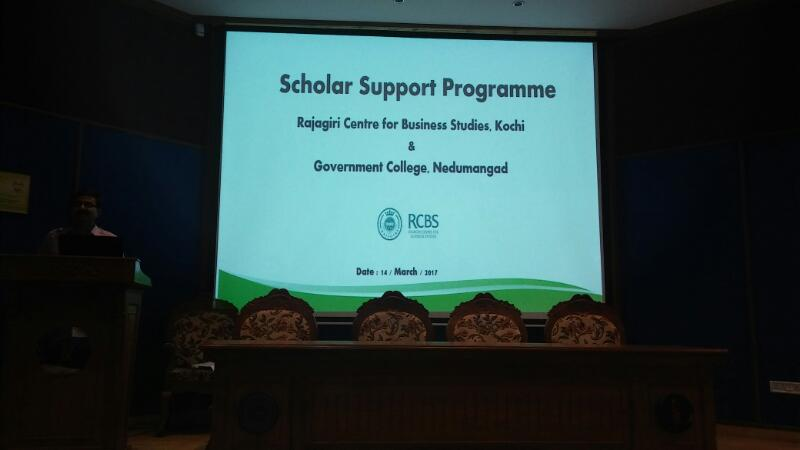 Scholar Support Programme
Rajagiri Centre for Business Studies, Kochi
&
Government College, Nedumangad
RCBS
Date : 14 / March / 2017